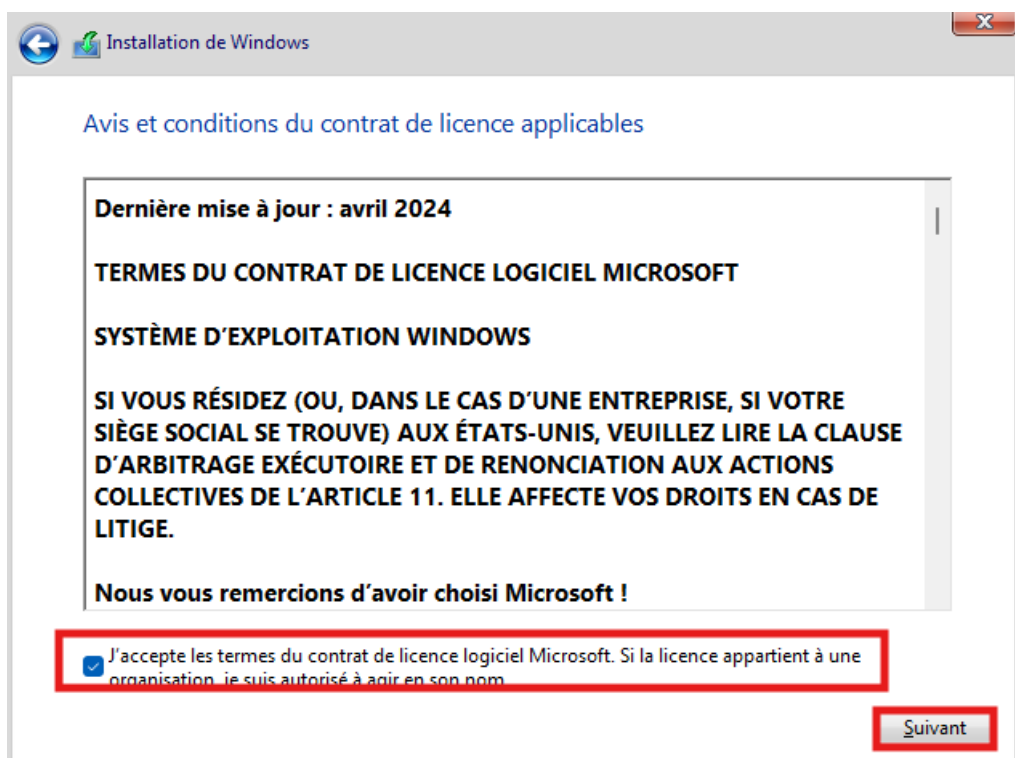 Installation de Windows
Avis et conditions du contrat de licence applicables
Dernière mise à jour : avril 2024
TERMES DU CONTRAT DE LICENCE LOGICIEL MICROSOFT
SYSTÈME D’EXPLOITATION WINDOWS
SI VOUS RÉSIDEZ (OU, DANS LE CAS D’UNE ENTREPRISE, SI VOTRE
SIÈGE SOCIAL SE TROUVE) AUX ÉTATS-UNIS, VEUILLEZ LIRE LA CLAUSE
D’ARBITRAGE EXÉCUTOIRE ET DE RENONCIATION AUX ACTIONS
COLLECTIVES DE L’ARTICLE 11. ELLE AFFECTE VOS DROITS EN CAS DE
LITIGE.
Nous vous remercions d’avoir choisi Microsoft !
J’accepte les termes du contrat de licence logiciel Microsoft. Si la licence appartient à une
organisation, je suis autorisé à agir en son nom
Suivant